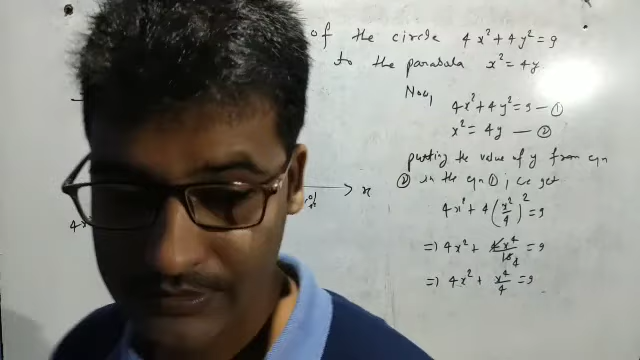 of the circle 4x²+4y²=9
to the parabola x²=4y
Now,
4x²+4y²=9 — ①
x²=4y — ②
putting the value of y from eqn
② in the eqn ①, we get
4x²+4(x²/4)²=9
⇒ 4x²+ 4x⁴/16 4 =9
⇒ 4x²+ x⁴/4 =9
x
4x